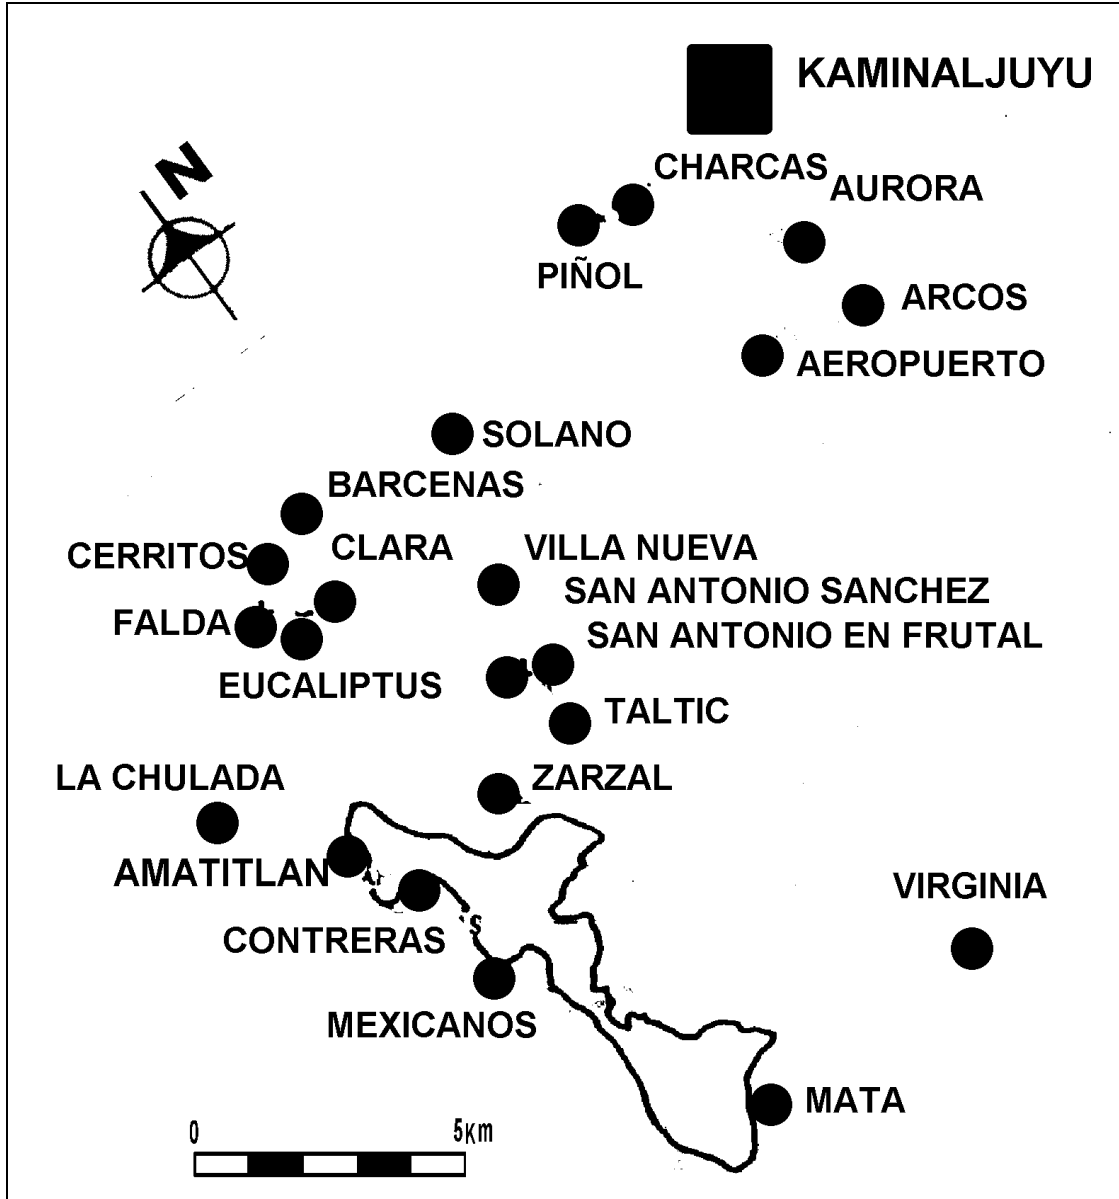 KAMINALJUYU
N
CHARCAS
AURORA
PIÑOL
ARCOS
AEROPUERTO
SOLANO
BARCENAS
CERRITOS
CLARA
VILLA NUEVA
SAN ANTONIO SANCHEZ
FALDA
SAN ANTONIO EN FRUTAL
EUCALIPTUS
TALTIC
LA CHULADA
ZARZAL
AMATITLAN
VIRGINIA
CONTRERAS
MEXICANOS
MATA
0 5Km